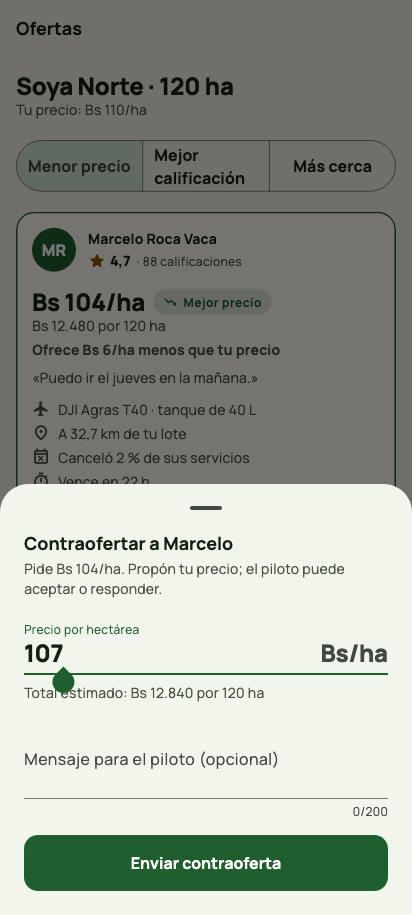 Ofertas
Soya Norte · 120 ha
Tu precio: Bs 110/ha
Menor precio
Mejor
calificación
Más cerca
MR
Marcelo Roca Vaca
4,7 · 88 calificaciones
Bs 104/ha
Mejor precio
Bs 12.480 por 120 ha
Ofrece Bs 6/ha menos que tu precio
«Puedo ir el jueves en la mañana.»
DJI Agras T40 · tanque de 40 L
A 32,7 km de tu lote
Canceló 2 % de sus servicios
Vence en 22 h
Contraofertar a Marcelo
Pide Bs 104/ha. Propón tu precio; el piloto puede
aceptar o responder.
Precio por hectárea
107 Bs/ha
Total estimado: Bs 12.840 por 120 ha
Mensaje para el piloto (opcional)
0/200
Enviar contraoferta